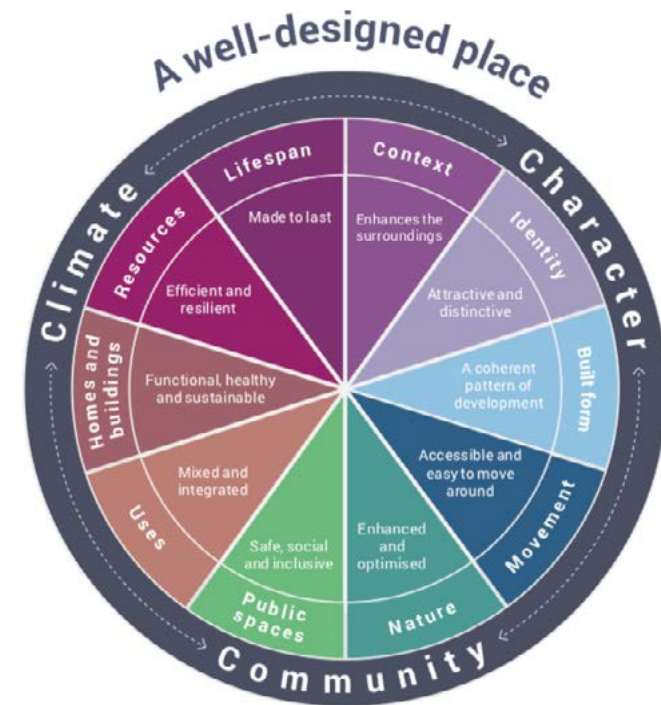 A well-designed place
Climate
Character
Community
Context
Enhances the
surroundings
Identity
Attractive and
distinctive
Built form
A coherent
pattern of
development
Movement
Accessible and
easy to move
around
Nature
Enhanced
and
optimised
Public
spaces
Safe, social
and inclusive
Uses
Mixed and
integrated
Homes and
buildings
Functional, healthy
and sustainable
Resources
Efficient and
resilient
Lifespan
Made to last